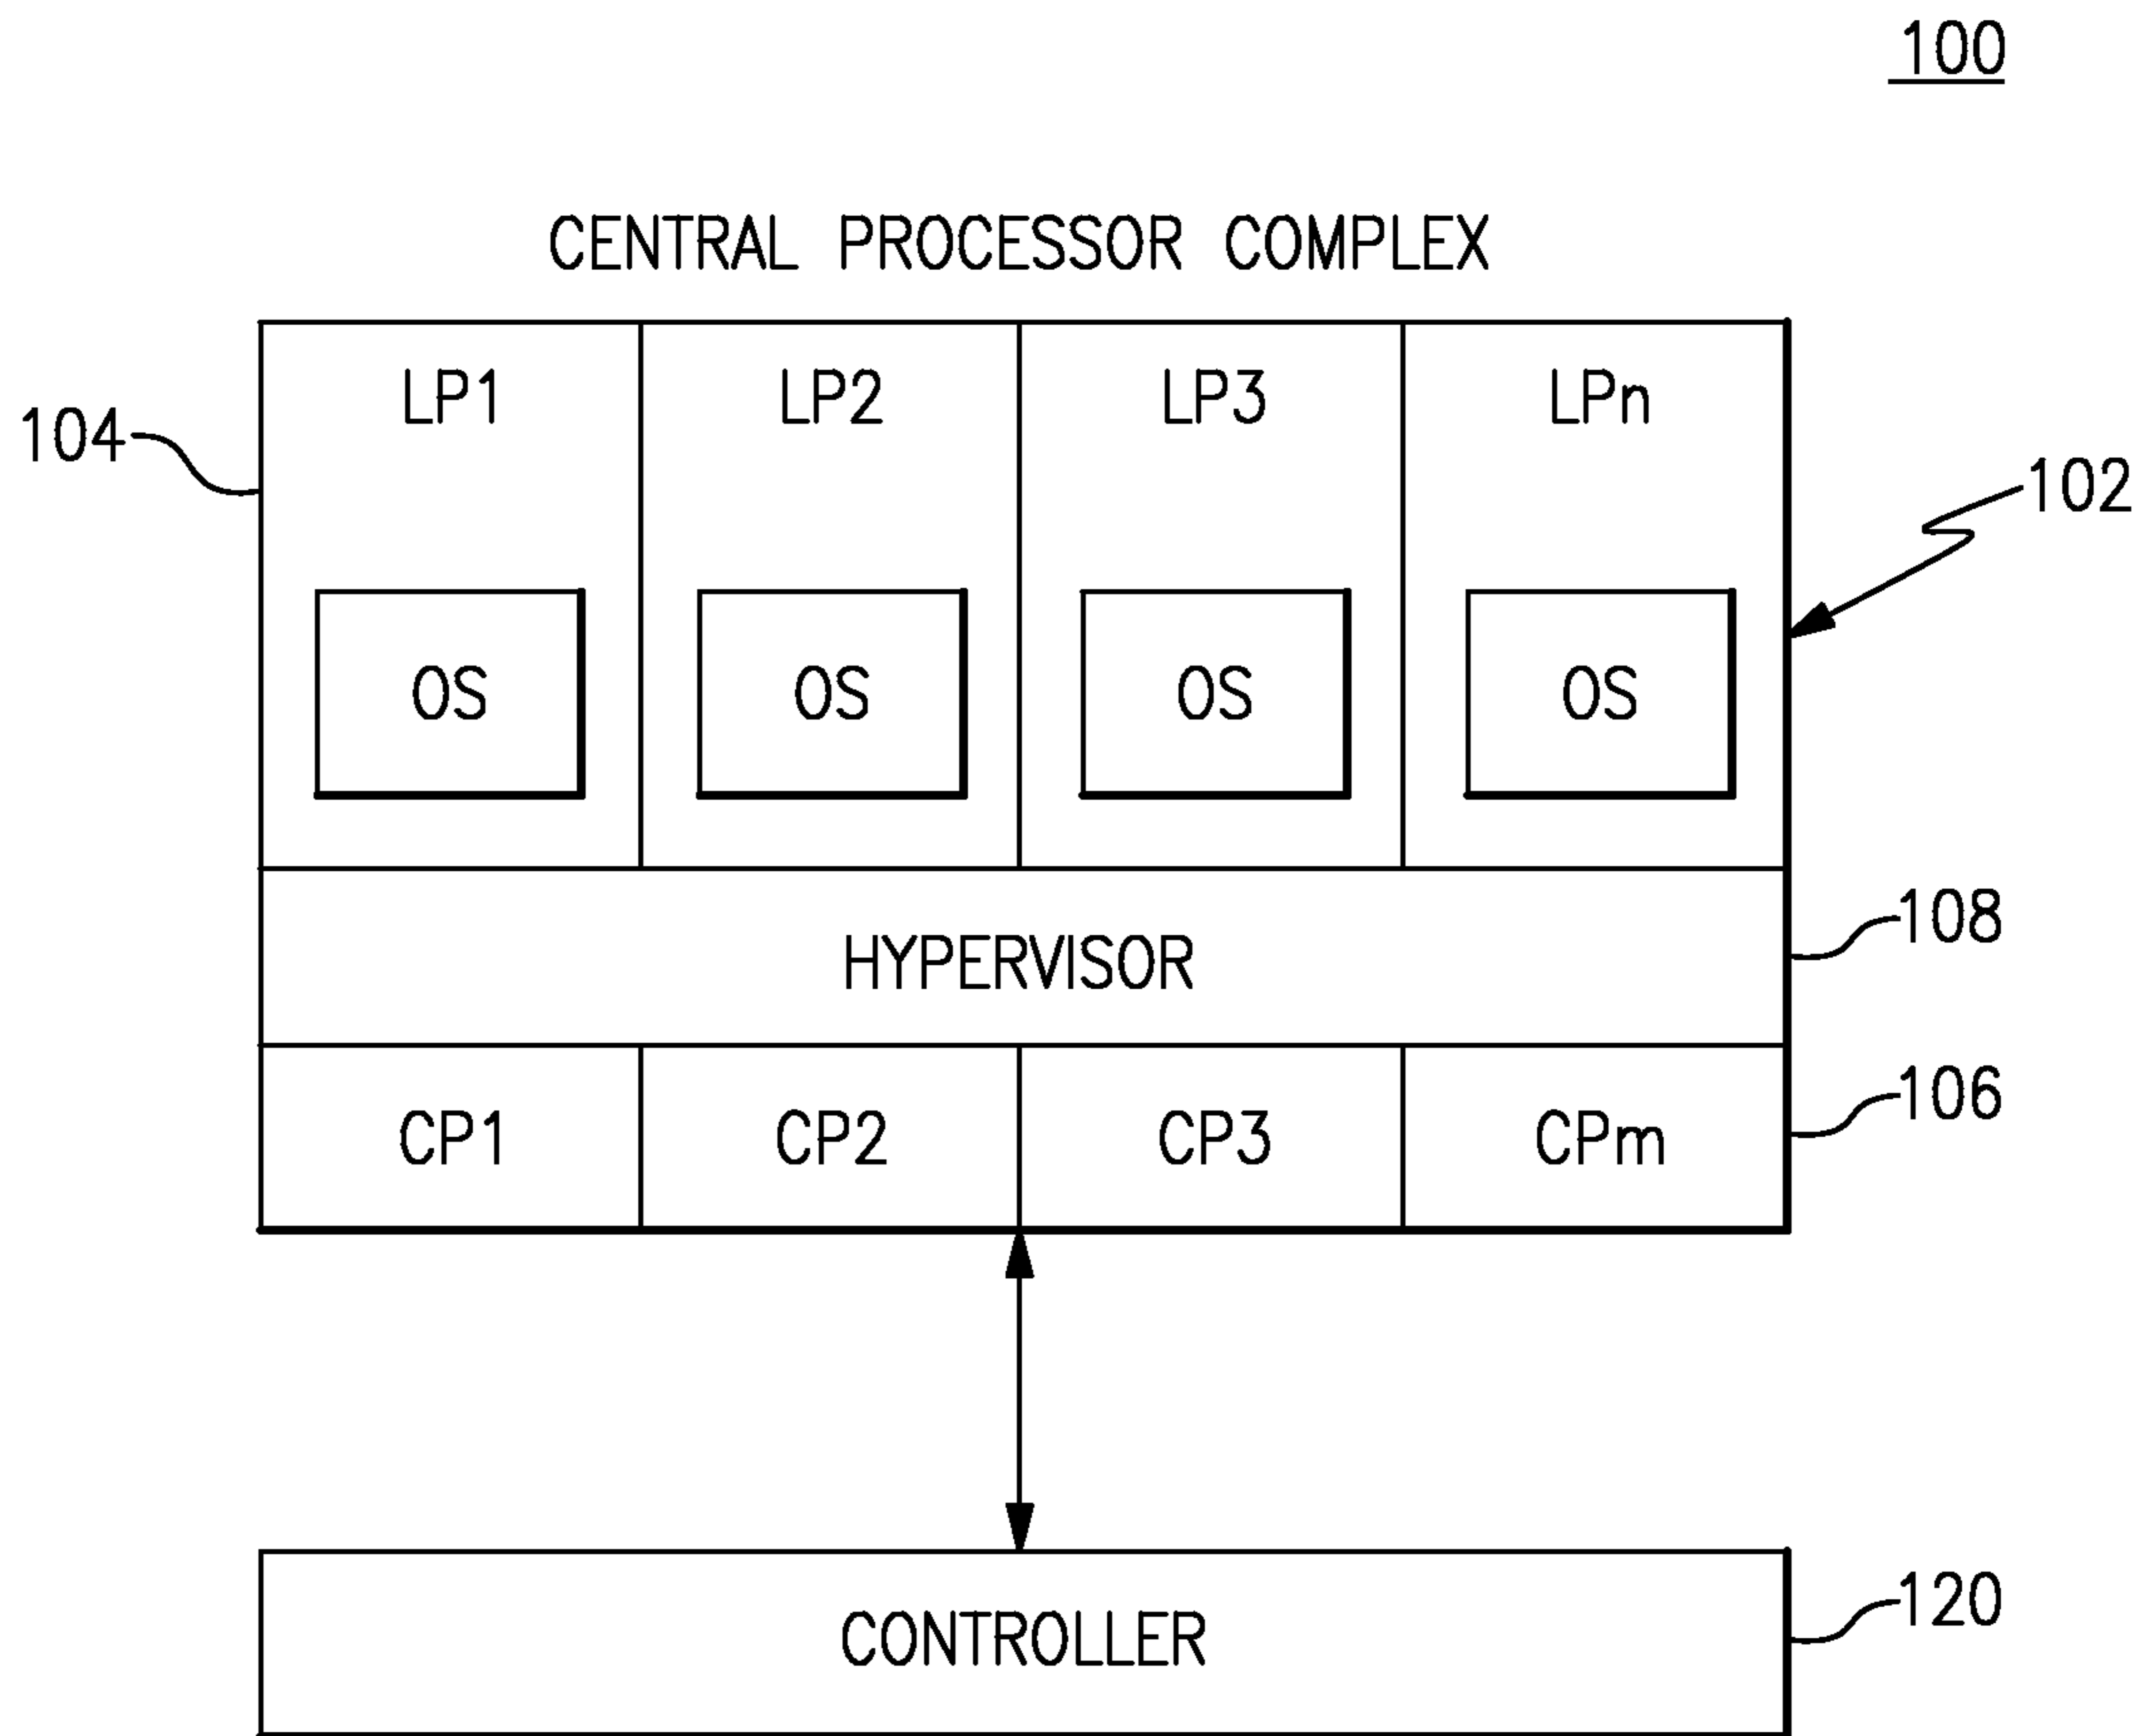 100
CENTRAL PROCESSOR COMPLEX
LP1 LP2 LP3 LPn
104
102
OS OS OS OS
108
HYPERVISOR
106
CP1 CP2 CP3 CPm
120
CONTROLLER